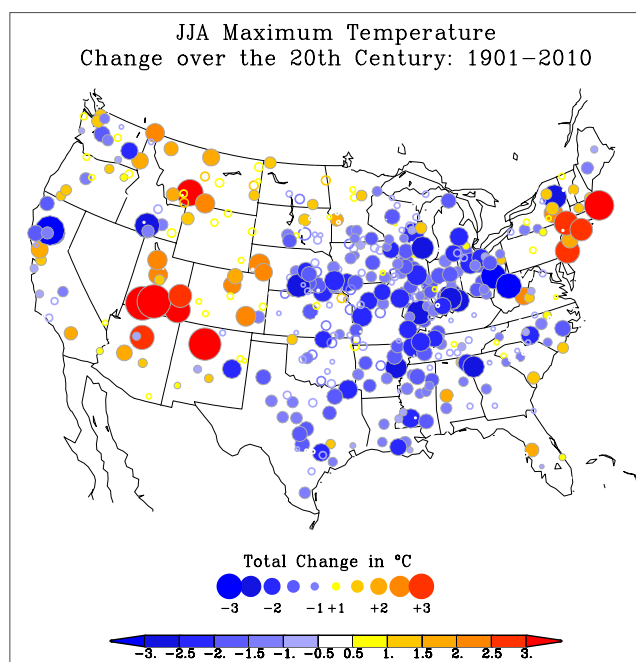 JJA Maximum Temperature
Change over the 20th Century: 1901−2010
Total Change in °C
−3 −2 −1 +1 +2 +3
−3. −2.5 −2. −1.5 −1. −0.5 0.5 1. 1.5 2. 2.5 3.